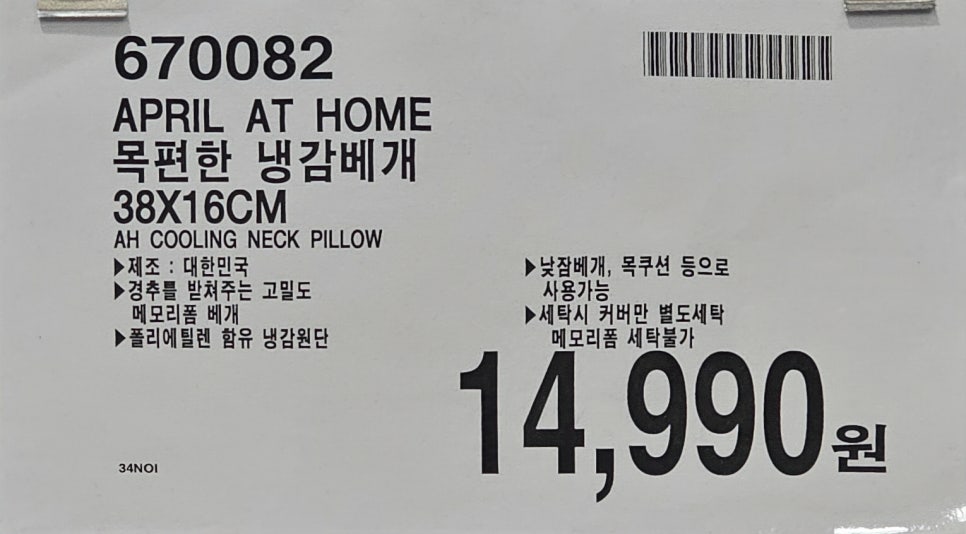 670082
APRIL AT HOME
목편한 냉감베개
38X16CM
AH COOLING NECK PILLOW
▶제조 : 대한민국
▶경추를 받쳐주는 고밀도
메모리폼 베개
▶폴리에틸렌 함유 냉감원단
▶낮잠베개, 목쿠션 등으로
사용가능
▶세탁시 커버만 별도세탁
메모리폼 세탁불가
14,990원
34NOI